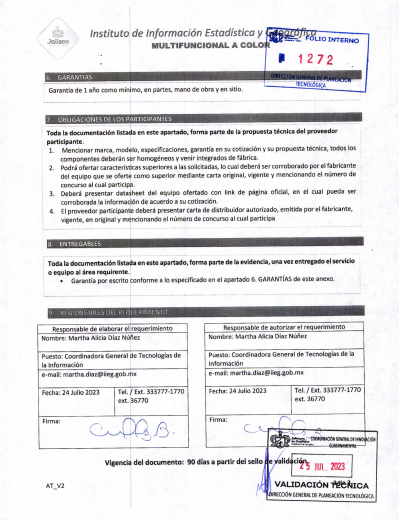 Jalisco
Instituto de Información Estadística y Geográfica
MULTIFUNCIONAL A COLOR
FOLIO INTERNO
1272
DIRECCIÓN GENERAL DE PLANEACIÓN
TECNOLÓGICA
6. GARANTIAS
Garantía de 1 año como mínimo, en partes, mano de obra y en sitio.
7. OBLIGACIONES DE LOS PARTICIPANTES
Toda la documentación listada en este apartado, forma parte de la propuesta técnica del proveedor
participante.
1. Mencionar marca, modelo, especificaciones, garantía en su cotización y su propuesta técnica, todos los
componentes deberán ser homogéneos y venir integrados de fábrica.
2. Podrá ofertar características superiores a las solicitadas, lo cual deberá ser corroborado por el fabricante
del equipo que se oferte como superior mediante carta original, vigente y mencionando el número de
concurso al cual participa.
3. Deberá presentar datasheet del equipo ofertado con link de página oficial, en el cual pueda ser
corroborada la información de acuerdo a su cotización.
4. El proveedor participante deberá presentar carta de distribuidor autorizado, emitida por el fabricante,
vigente, en original y mencionando el número de concurso al cual participa
8. ENTREGABLES
Toda la documentación listada en este apartado, forma parte de la evidencia, una vez entregado el servicio
o equipo al área requirente.
• Garantía por escrito conforme a lo especificado en el apartado 6. GARANTÍAS de este anexo.
9. RESPONSABLES DEL REQUERIMIENTO
Responsable de elaborar el requerimiento
Nombre: Martha Alicia Díaz Núñez
Puesto: Coordinadora General de Tecnologías de
la Información
e-mail: martha.diaz@iieg.gob.mx
Fecha: 24 Julio 2023
Tel. / Ext. 333777-1770
ext. 36770
Firma:
Responsable de autorizar el requerimiento
Nombre: Martha Alicia Díaz Núñez
Puesto: Coordinadora General de Tecnologías de la
Información
e-mail: martha.diaz@iieg.gob.mx
Fecha: 24 Julio 2023
Tel. / Ext. 333777-1770
ext. 36770
Firma:
COORDINACIÓN GENERAL DE INNOVACIÓN
GUBERNAMENTAL
25 JUL 2023
Vigencia del documento: 90 días a partir del sello de validación.
VALIDACIÓN TÉCNICA
DIRECCIÓN GENERAL DE PLANEACIÓN TECNOLÓGICA
AT_V2